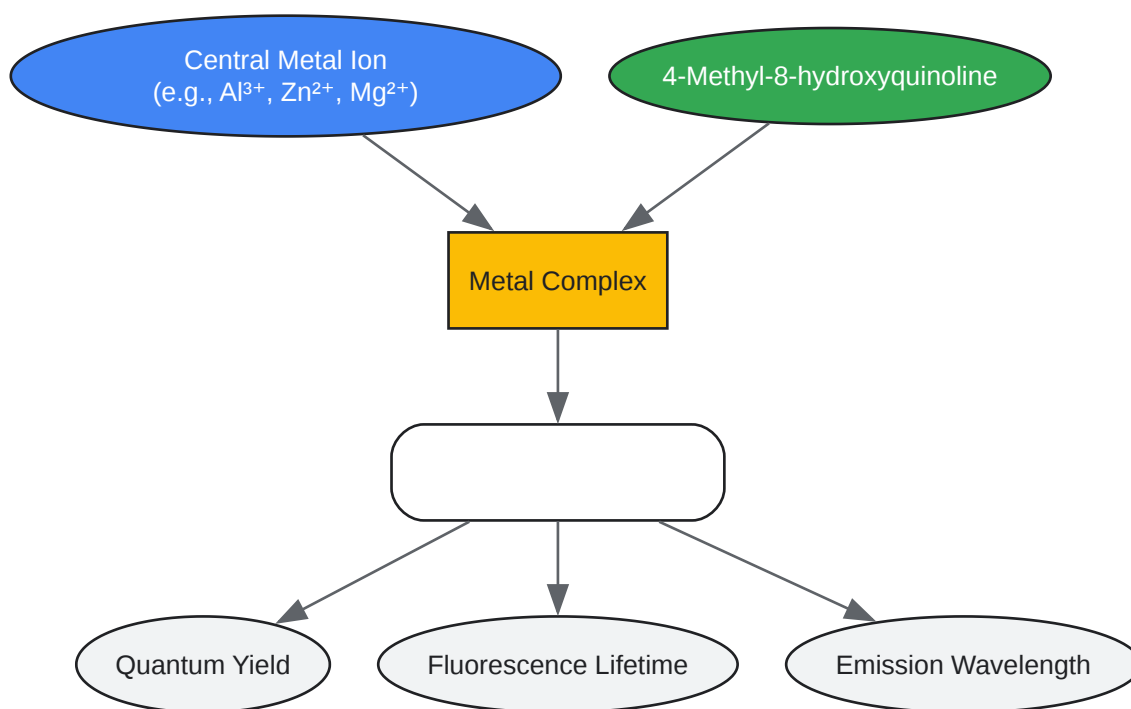 Central Metal Ion
(e.g., Al³⁺, Zn²⁺, Mg²⁺)
4-Methyl-8-hydroxyquinoline
Metal Complex
Quantum Yield
Fluorescence Lifetime
Emission Wavelength